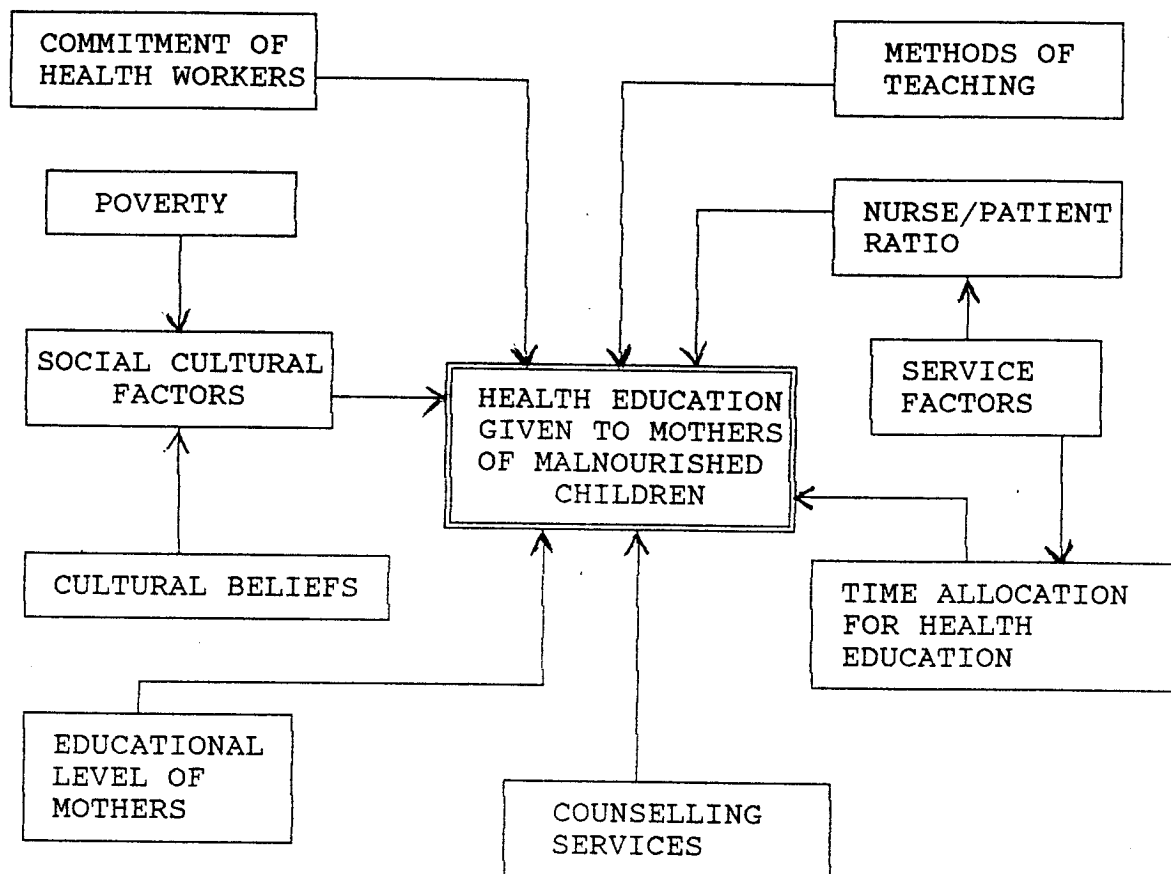 COMMITMENT OF
HEALTH WORKERS
METHODS OF
TEACHING
POVERTY
NURSE/PATIENT
RATIO
SOCIAL CULTURAL
FACTORS
HEALTH EDUCATION
GIVEN TO MOTHERS
OF MALNOURISHED
CHILDREN
SERVICE
FACTORS
CULTURAL BELIEFS
TIME ALLOCATION
FOR HEALTH
EDUCATION
EDUCATIONAL
LEVEL OF
MOTHERS
COUNSELLING
SERVICES